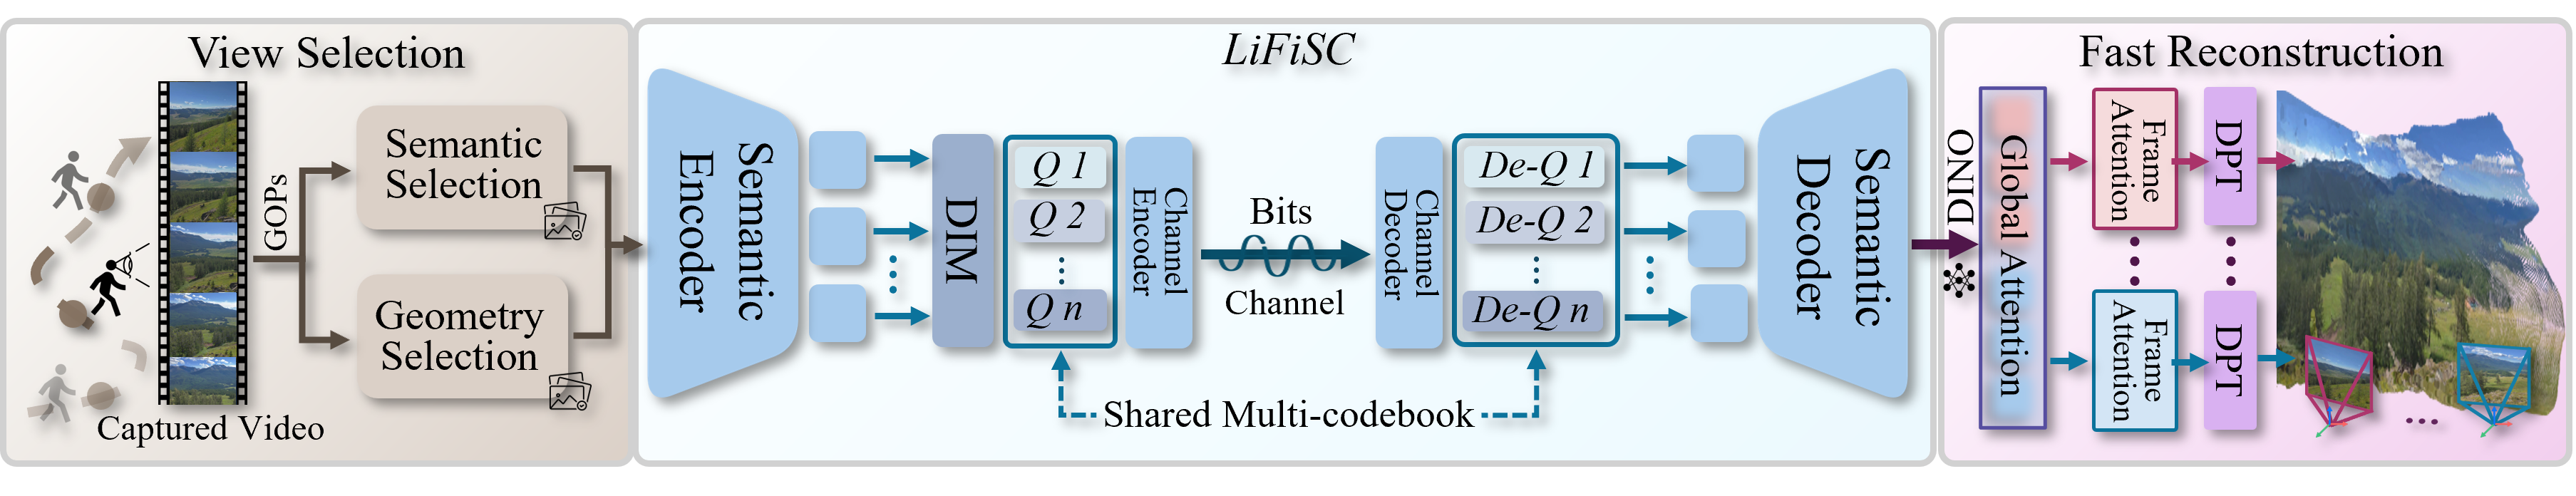 View Selection
Captured Video
GOPs
Semantic
Selection
Geometry
Selection
LiFiSC
Semantic
Encoder
DIM
Q 1
Q 2
Q n
Channel
Encoder
Bits
Channel
Channel
Decoder
De-Q 1
De-Q 2
De-Q n
Shared Multi-codebook
Semantic
Decoder
Fast Reconstruction
DINO
Global Attention
Frame
Attention
DPT
Frame
Attention
DPT